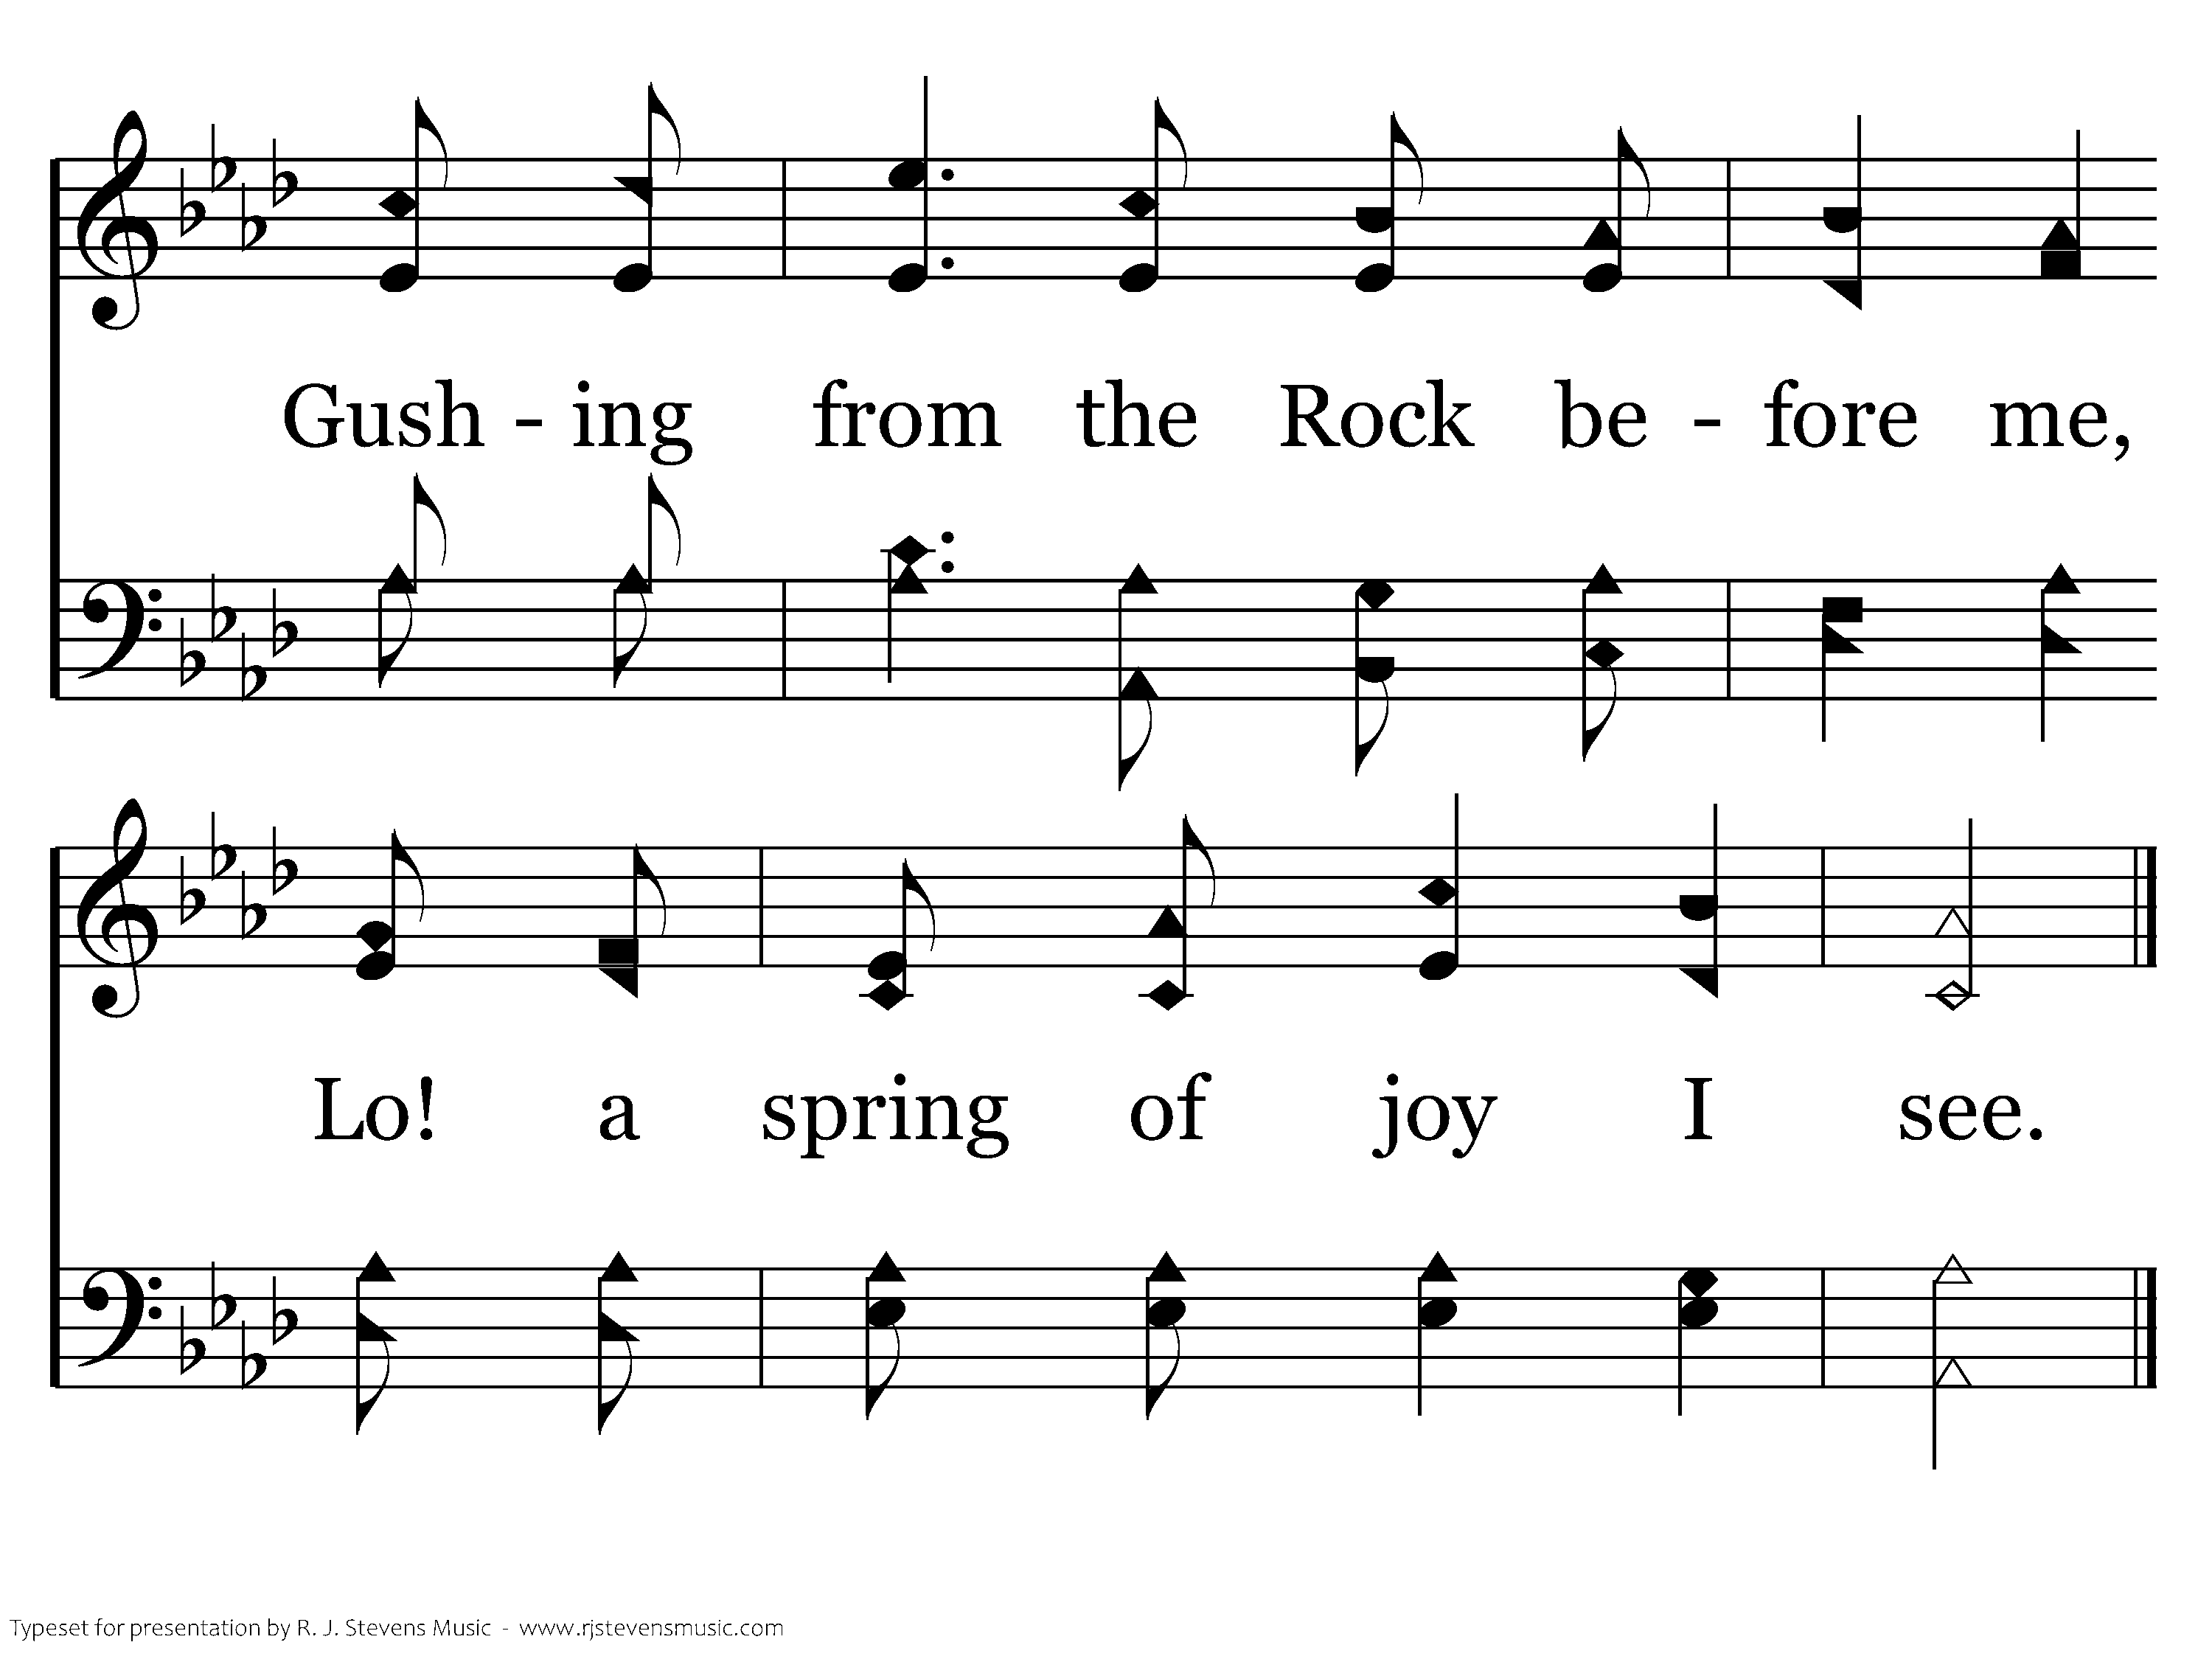 Gush - ing from the Rock be - fore me,
Lo! a spring of joy I see.
Typeset for presentation by R. J. Stevens Music - www.rjstevensmusic.com